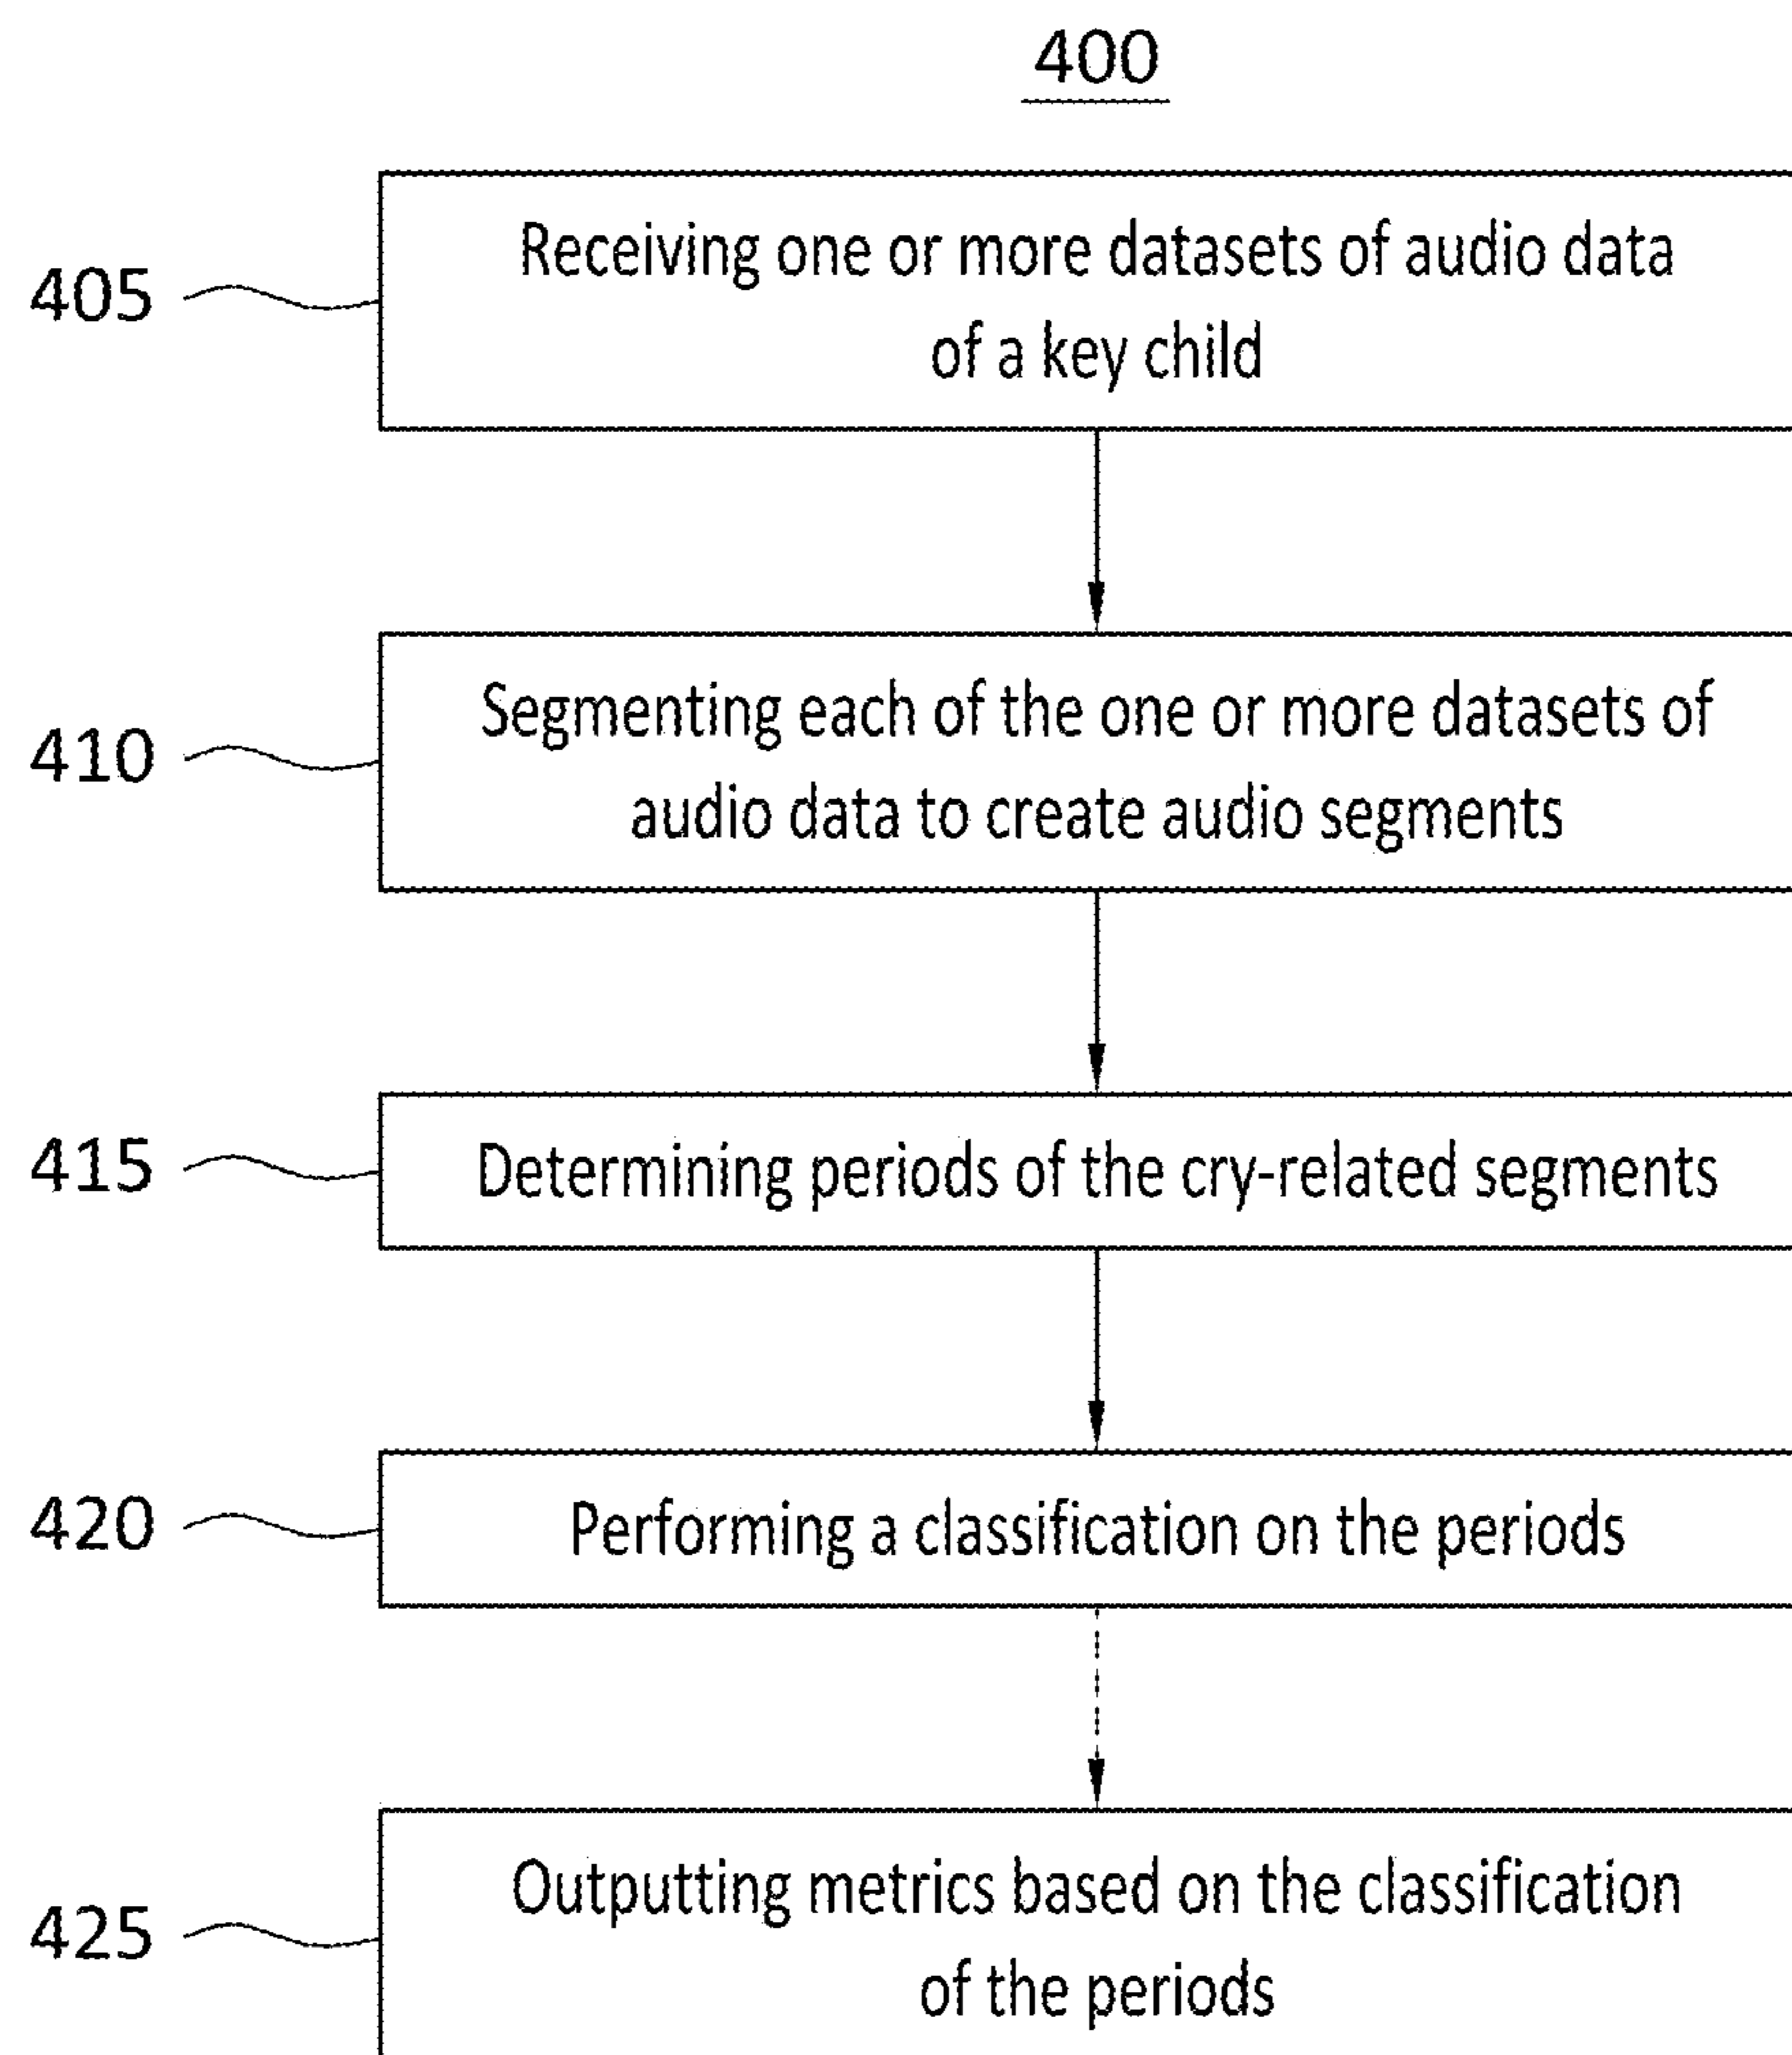 400
405
Receiving one or more datasets of audio data
of a key child
410
Segmenting each of the one or more datasets of
audio data to create audio segments
415
Determining periods of the cry-related segments
420
Performing a classification on the periods
425
Outputting metrics based on the classification
of the periods